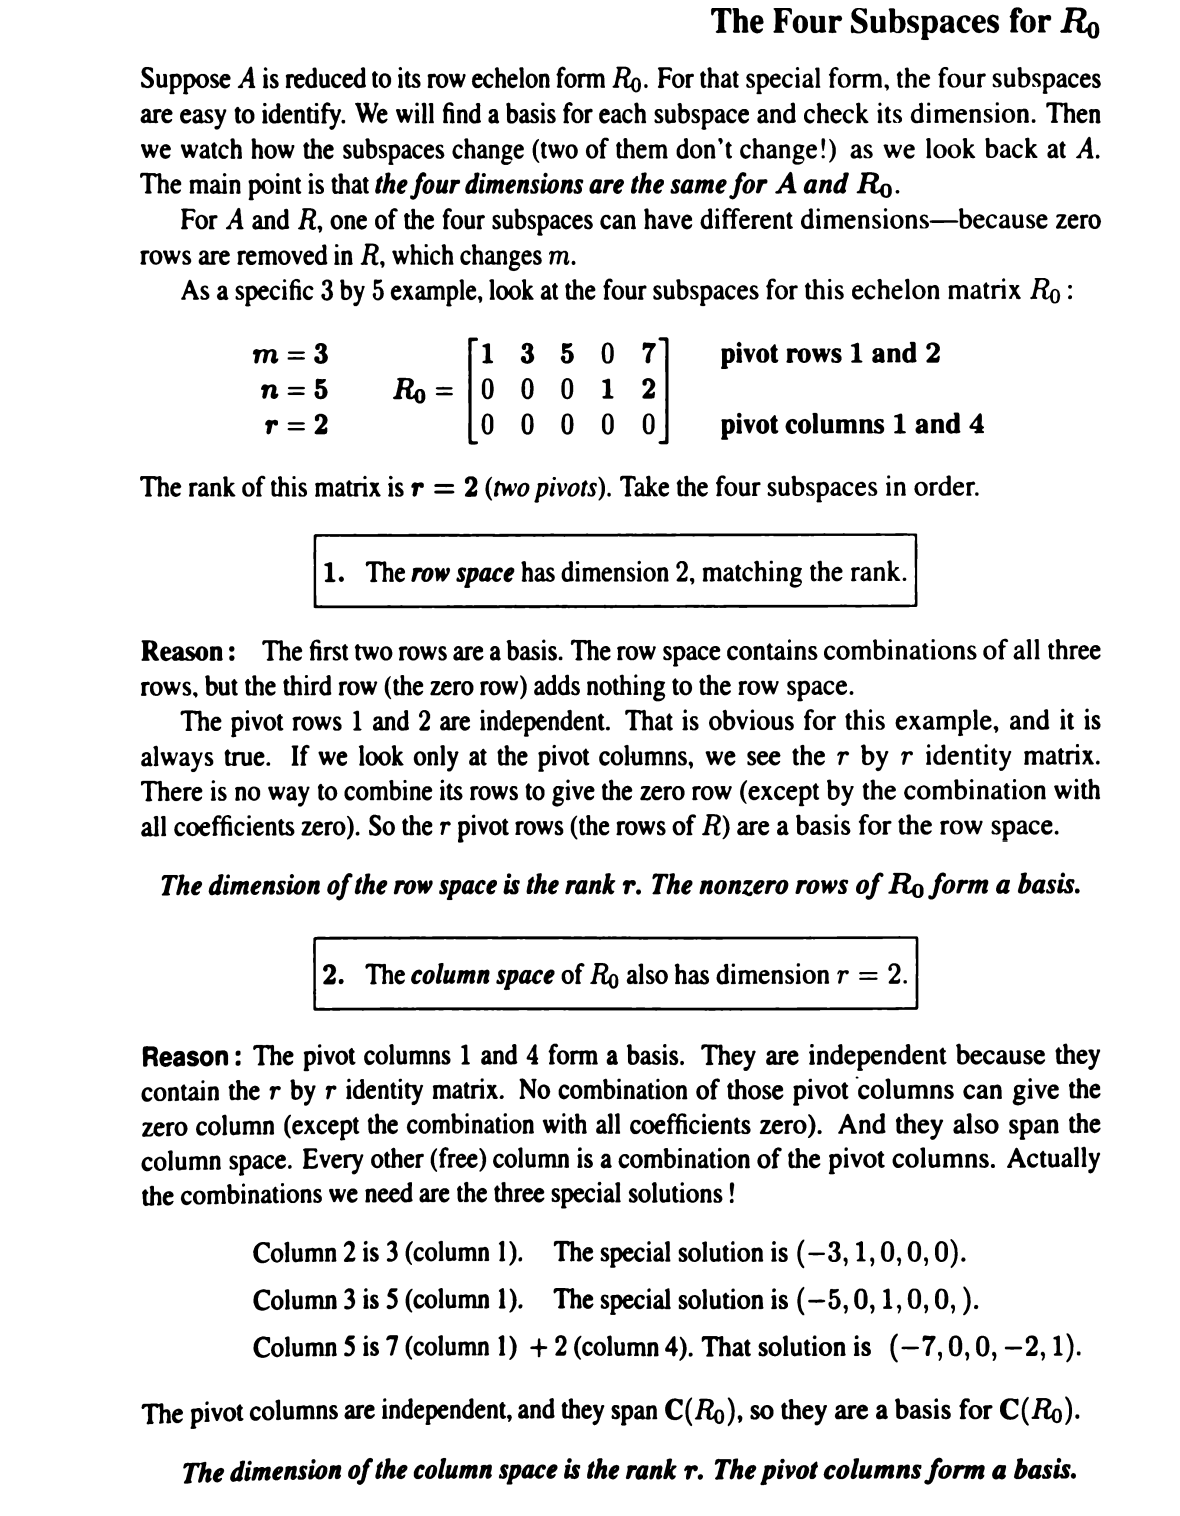 The Four Subspaces for R₀
Suppose A is reduced to its row echelon form R₀. For that special form, the four subspaces
are easy to identify. We will find a basis for each subspace and check its dimension. Then
we watch how the subspaces change (two of them don't change!) as we look back at A.
The main point is that the four dimensions are the same for A and R₀.
For A and R, one of the four subspaces can have different dimensions—because zero
rows are removed in R, which changes m.
As a specific 3 by 5 example, look at the four subspaces for this echelon matrix R₀ :
m = 3 [1 3 5 0 7] pivot rows 1 and 2
n = 5 R₀ = [0 0 0 1 2]
r = 2 [0 0 0 0 0] pivot columns 1 and 4
The rank of this matrix is r = 2 (two pivots). Take the four subspaces in order.
1. The row space has dimension 2, matching the rank.
Reason : The first two rows are a basis. The row space contains combinations of all three
rows, but the third row (the zero row) adds nothing to the row space.
The pivot rows 1 and 2 are independent. That is obvious for this example, and it is
always true. If we look only at the pivot columns, we see the r by r identity matrix.
There is no way to combine its rows to give the zero row (except by the combination with
all coefficients zero). So the r pivot rows (the rows of R) are a basis for the row space.
The dimension of the row space is the rank r. The nonzero rows of R₀ form a basis.
2. The column space of R₀ also has dimension r = 2.
Reason : The pivot columns 1 and 4 form a basis. They are independent because they
contain the r by r identity matrix. No combination of those pivot columns can give the
zero column (except the combination with all coefficients zero). And they also span the
column space. Every other (free) column is a combination of the pivot columns. Actually
the combinations we need are the three special solutions !
Column 2 is 3 (column 1). The special solution is (−3, 1, 0, 0, 0).
Column 3 is 5 (column 1). The special solution is (−5, 0, 1, 0, 0, ).
Column 5 is 7 (column 1) + 2 (column 4). That solution is (−7, 0, 0, −2, 1).
The pivot columns are independent, and they span C(R₀), so they are a basis for C(R₀).
The dimension of the column space is the rank r. The pivot columns form a basis.